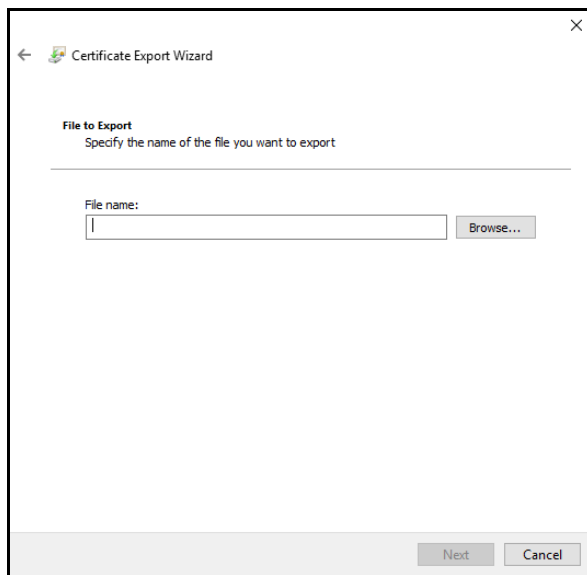 Certificate Export Wizard
File to Export
Specify the name of the file you want to export
File name:
Browse...
Next Cancel